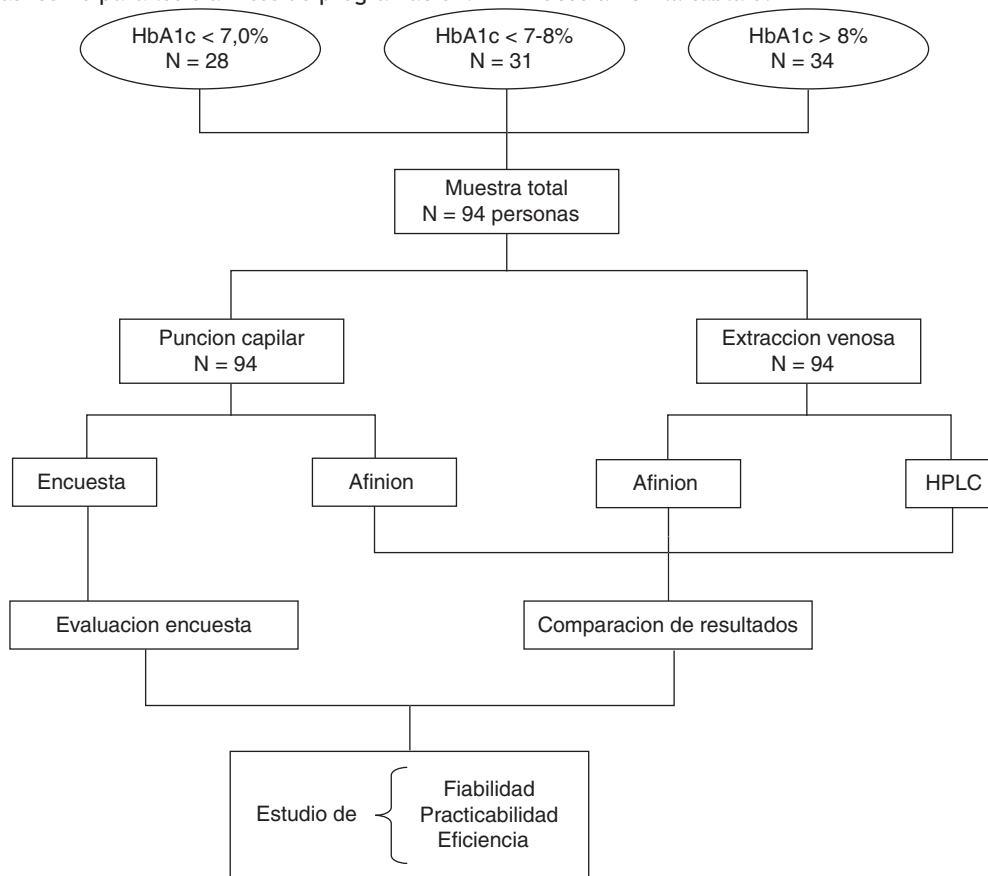 HbA1c < 7,0%
N = 28
HbA1c < 7-8%
N = 31
HbA1c > 8%
N = 34
Muestra total
N = 94 personas
Puncion capilar
N = 94
Extraccion venosa
N = 94
Encuesta
Afinion
Afinion
HPLC
Evaluacion encuesta
Comparacion de resultados
Estudio de
Fiabilidad
Practicabilidad
Eficiencia